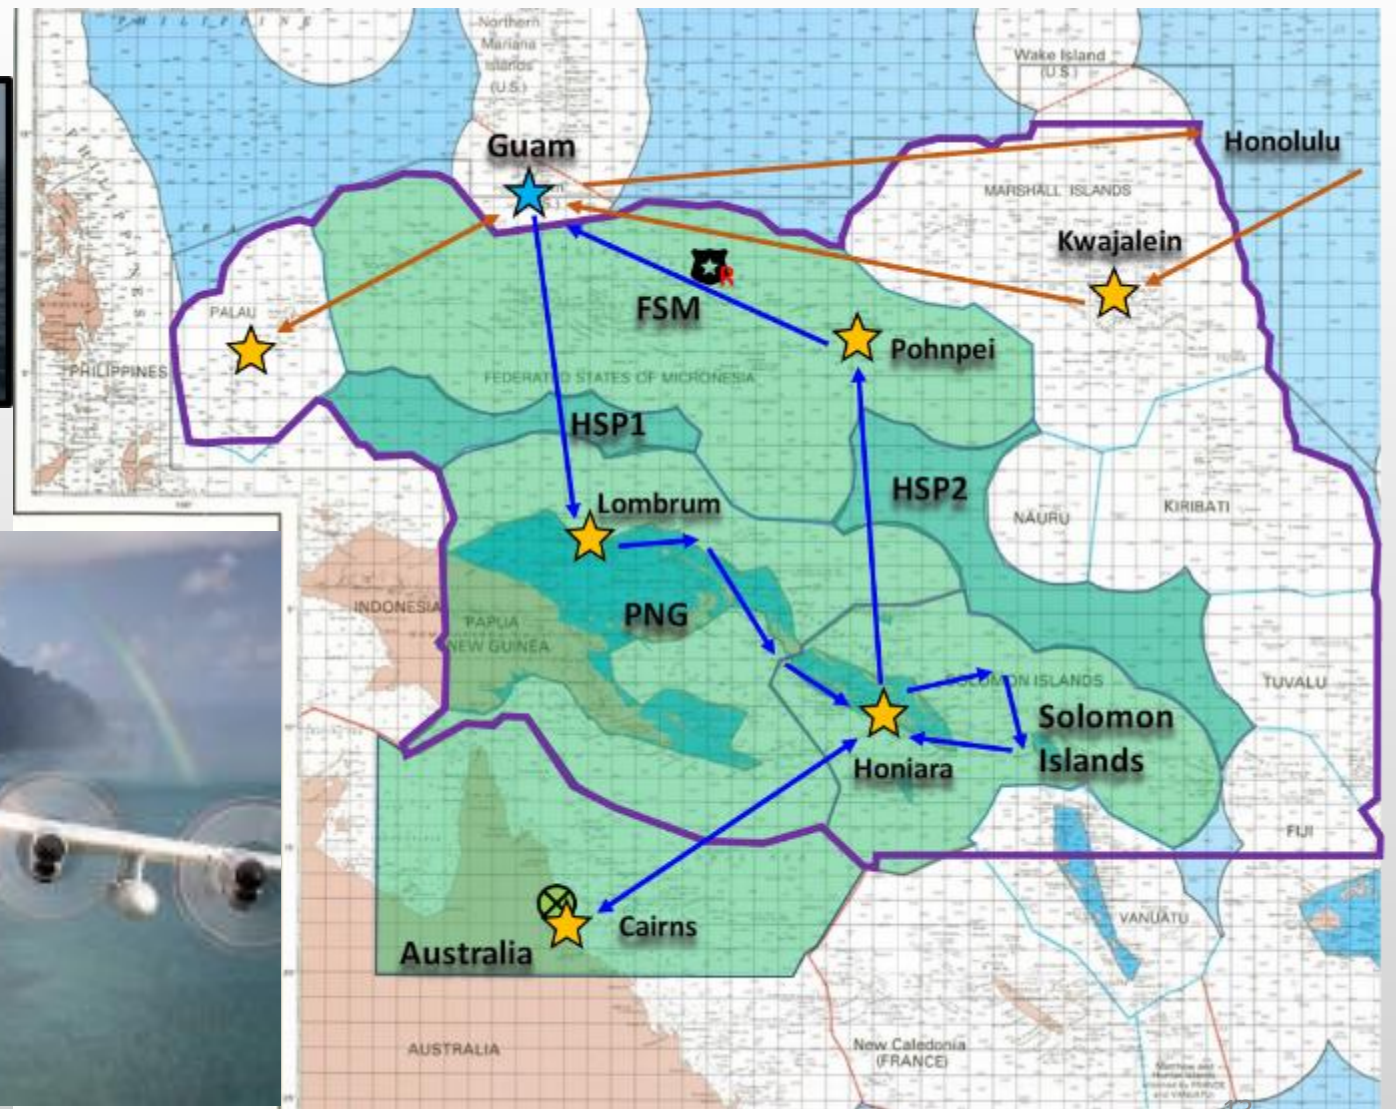 PHILIPPINE
Northern
Mariana
Islands
(U.S.)
Wake Island
(U.S.)
Guam
Honolulu
MARSHALL ISLANDS
Kwajalein
R
FSM
PALAU
Pohnpei
PHILIPPINES
FEDERATED STATES OF MICRONESIA
HSP1
HSP2
Lombrum
NAURU
KIRIBATI
INDONESIA
PNG
PAPUA
NEW GUINEA
SOLOMON ISLANDS
TUVALU
Solomon
Islands
Honiara
FIJI
Cairns
VANUATU
Australia
AUSTRALIA
New Caledonia
(FRANCE)